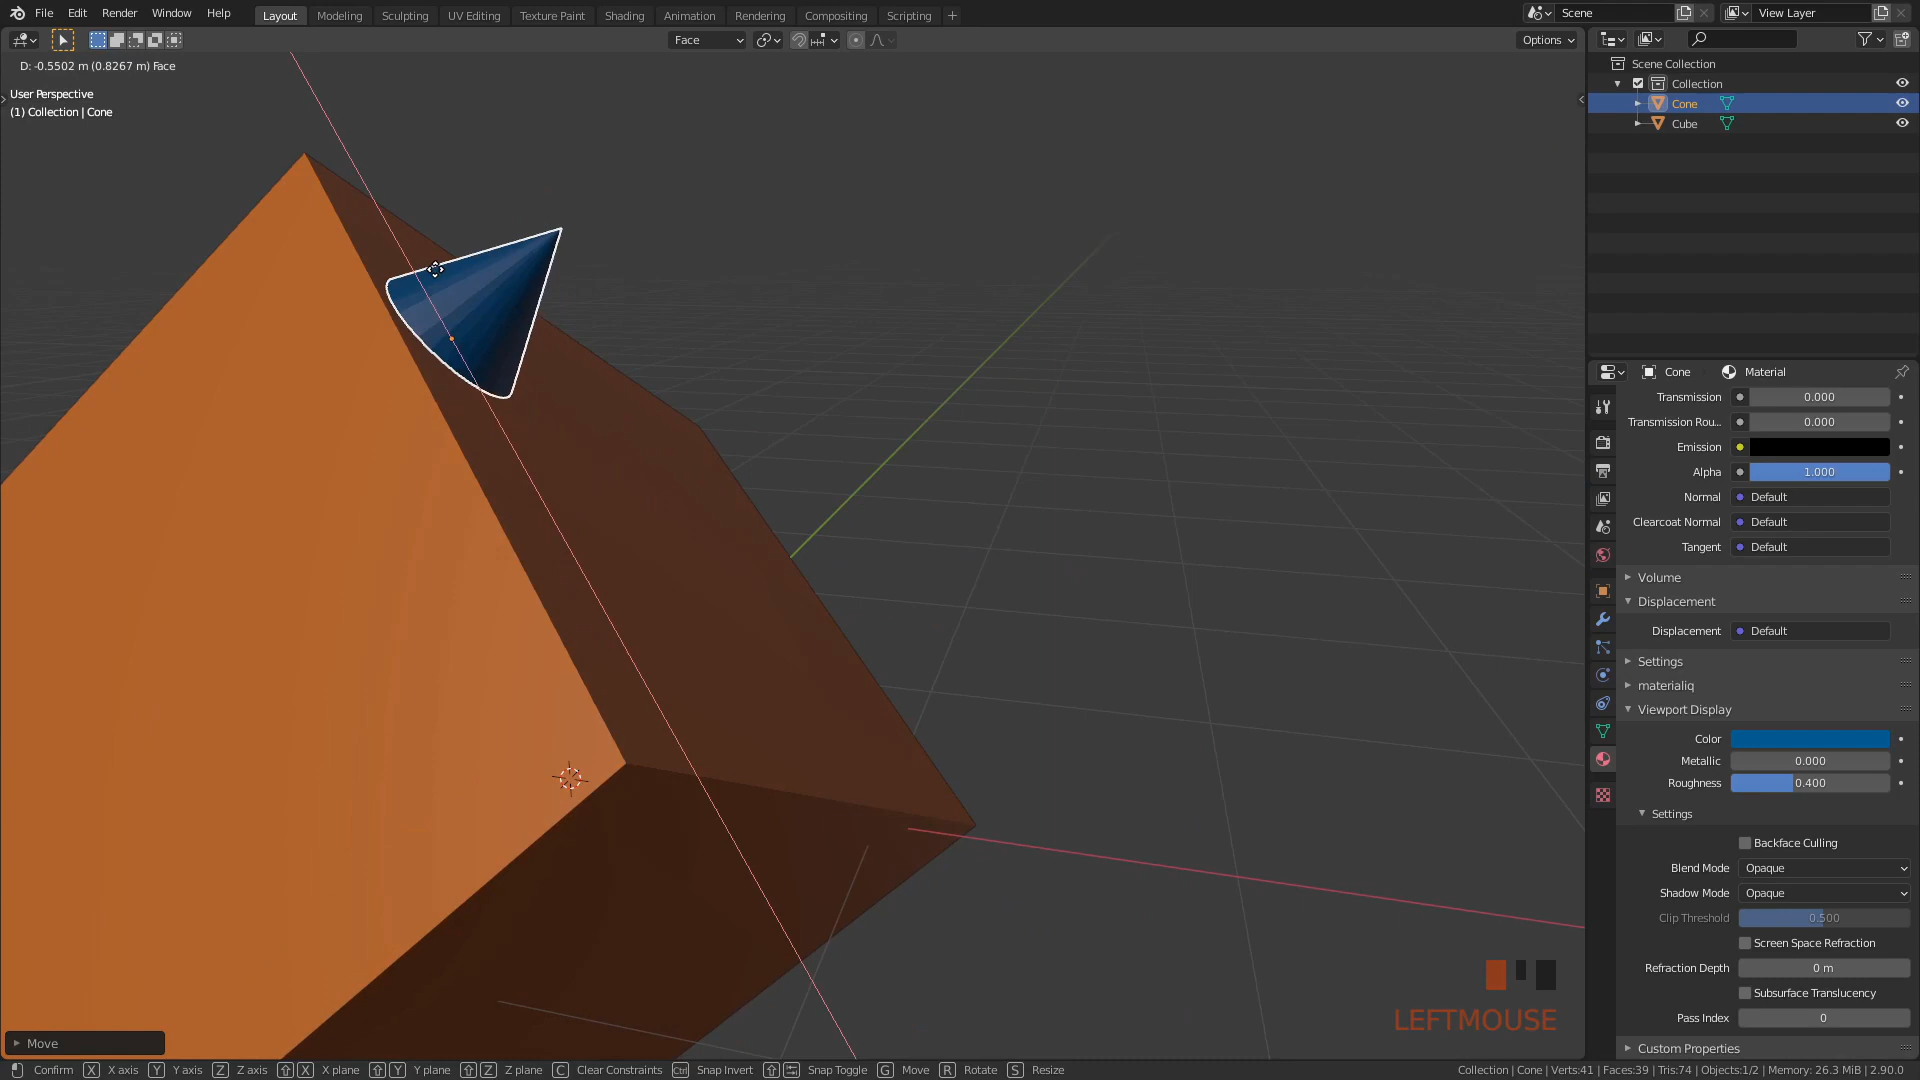 File Edit Render Window Help Layout Modeling Sculpting UV Editing Texture Paint Shading Animation Rendering Compositing Scripting + Scene View Layer
Face Options
D: -0.5502 m (0.8267 m) Face
User Perspective
(1) Collection | Cone
Scene Collection
Collection
Cone
Cube
Cone Material
Transmission 0.000
Transmission Rou... 0.000
Emission
Alpha 1.000
Normal Default
Clearcoat Normal Default
Tangent Default
Volume
Displacement
Displacement Default
Settings
materialiq
Viewport Display
Color
Metallic 0.000
Roughness 0.400
Settings
Backface Culling
Blend Mode Opaque
Shadow Mode Opaque
Clip Threshold 0.500
Screen Space Refraction
Refraction Depth 0 m
Subsurface Translucency
Pass Index 0
Custom Properties
LEFTMOUSE
Move
Confirm X X axis Y Y axis Z Z axis X X plane Y Y plane Z Z plane C Clear Constraints Ctrl Snap Invert Snap Toggle G Move R Rotate S Resize Collection | Cone | Verts:41 | Faces:39 | Tris:74 | Objects:1/2 | Memory: 26.3 MiB | 2.90.0